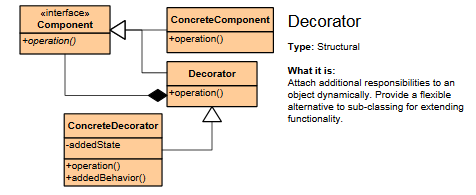 «interface»
Component
+operation()
ConcreteComponent
+operation()
Decorator
+operation()
ConcreteDecorator
-addedState
+operation()
+addedBehavior()
Decorator
Type: Structural
What it is:
Attach additional responsibilities to an
object dynamically. Provide a flexible
alternative to sub-classing for extending
functionality.